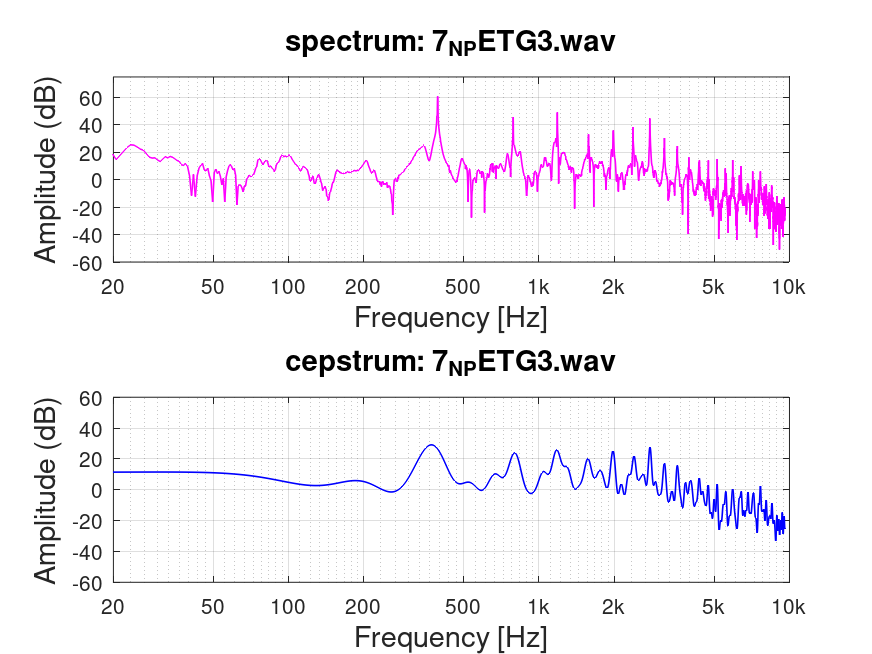 spectrum: 7NPETG3.wav
Amplitude (dB)
60
40
20
0
-20
-40
-60
20 50 100 200 500 1k 2k 5k 10k
Frequency [Hz]
cepstrum: 7NPETG3.wav
Amplitude (dB)
60
40
20
0
-20
-40
-60
20 50 100 200 500 1k 2k 5k 10k
Frequency [Hz]